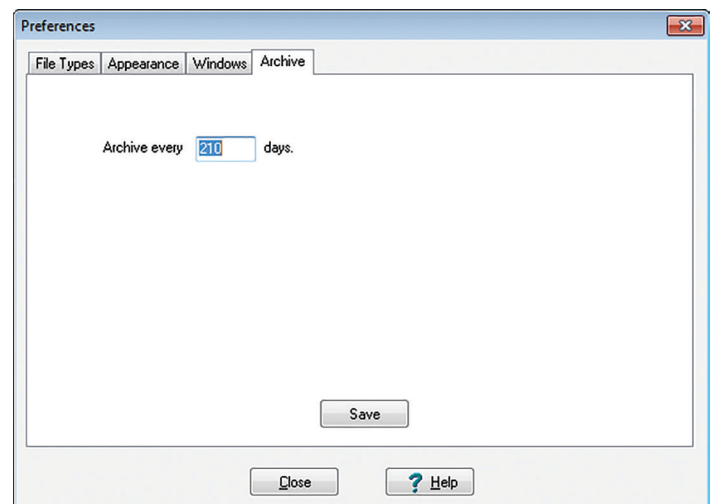 Preferences
File Types Appearance Windows Archive
Archive every 210 days.
Save
Close ? Help